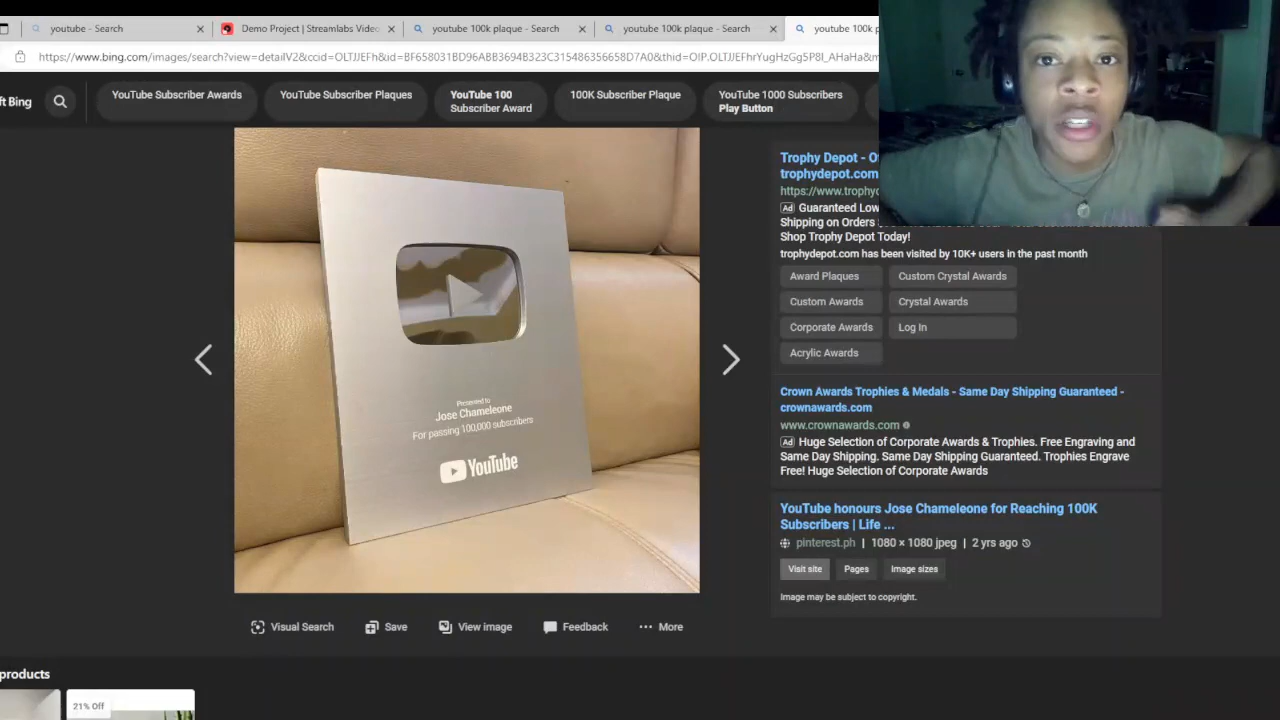 youtube - Search
Demo Project | Streamlabs Video
youtube 100k plaque - Search
youtube 100k plaque - Search
youtube 100k p
https://www.bing.com/images/search?view=detailV2&ccid=OLTJJEFh&id=BF658031BD96ABB3694B323C315486356658D7A0&thid=OIP.OLTJJEFhrYugHzGg5P8I_AHaHa&m
ft Bing
YouTube Subscriber Awards
YouTube Subscriber Plaques
YouTube 100
Subscriber Award
100K Subscriber Plaque
YouTube 1000 Subscribers
Play Button
Presented to
Jose Chameleone
For passing 100,000 subscribers
YouTube
Trophy Depot - O
trophydepot.com
https://www.trophy
Ad Guaranteed Low
Shipping on Orders
Shop Trophy Depot Today!
trophydepot.com has been visited by 10K+ users in the past month
Award Plaques
Custom Crystal Awards
Custom Awards
Crystal Awards
Corporate Awards
Log In
Acrylic Awards
Crown Awards Trophies & Medals - Same Day Shipping Guaranteed -
crownawards.com
www.crownawards.com
Ad Huge Selection of Corporate Awards & Trophies. Free Engraving and
Same Day Shipping. Same Day Shipping Guaranteed. Trophies Engrave
Free! Huge Selection of Corporate Awards
YouTube honours Jose Chameleone for Reaching 100K
Subscribers | Life ...
pinterest.ph | 1080 × 1080 jpeg | 2 yrs ago
Visit site
Pages
Image sizes
Image may be subject to copyright.
Visual Search
Save
View image
Feedback
More
products
21% Off